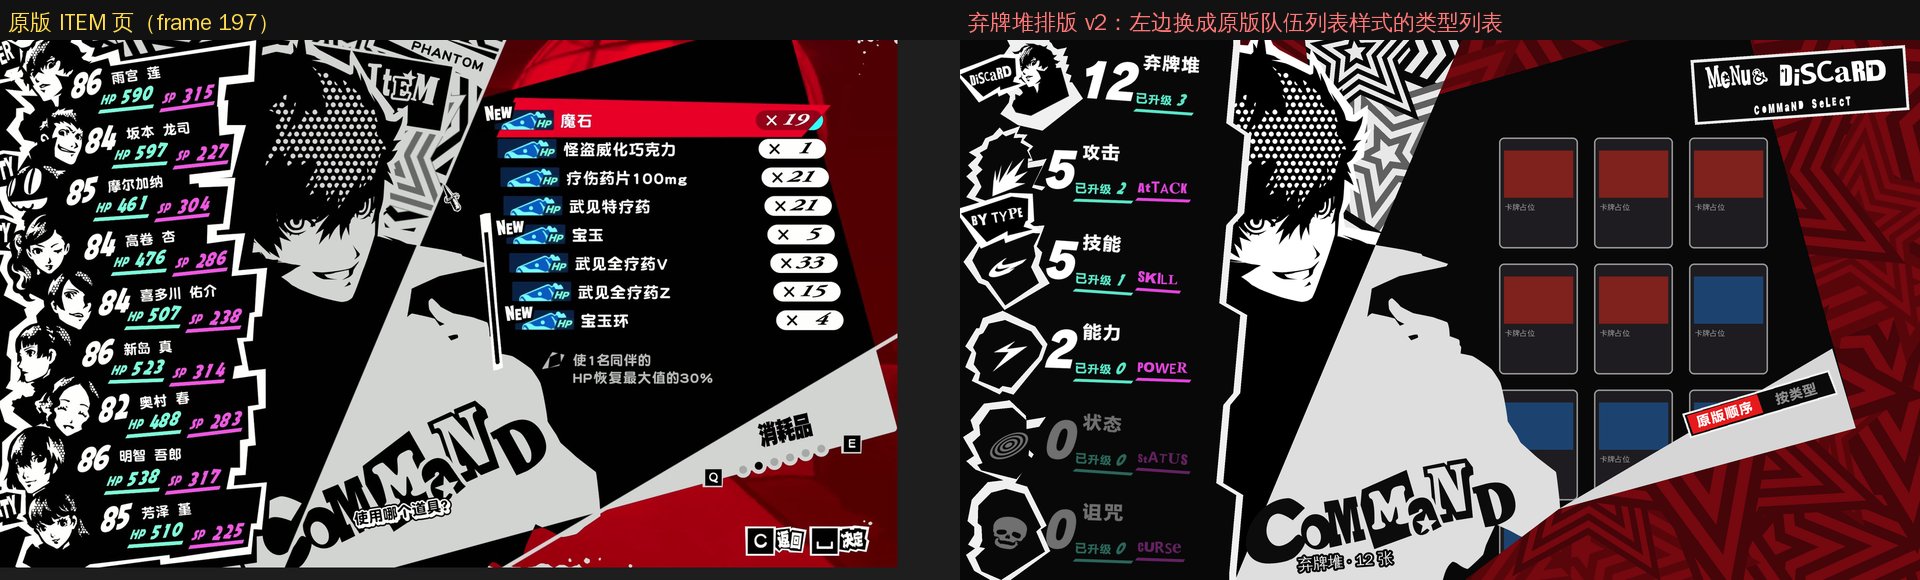 原版 ITEM 页（frame 197）
PHANTOM
ItEM
86 雨宫 莲
HP 590 SP 315
84 坂本 龙司
HP 597 SP 227
85 摩尔加纳
HP 461 SP 304
84 高卷 杏
HP 476 SP 286
84 喜多川 佑介
HP 507 SP 238
86 新岛 真
HP 523 SP 314
82 奥村 春
HP 488 SP 283
86 明智 吾郎
HP 538 SP 317
85 芳泽 堇
HP 510 SP 225
NEW HP 魔石 × 19
HP 怪盗威化巧克力 × 1
HP 疗伤药片100mg × 21
HP 武见特疗药 × 21
NEW HP 宝玉 × 5
HP 武见全疗药V × 33
HP 武见全疗药Z × 15
NEW HP 宝玉环 × 4
使1名同伴的
HP恢复最大值的30%
消耗品
Q E
COMMaND
使用哪个道具?
C 返回 决定
弃牌堆排版 v2：左边换成原版队伍列表样式的类型列表
DiSCaRD
12 弃牌堆
已升级 3
5 攻击
已升级 2 AtTACK
BY TYPE
5 技能
已升级 1 SKILL
2 能力
已升级 0 POWER
0 状态
已升级 0 StATUS
0 诅咒
已升级 0 CURSe
MeNu& DiSCaRD
CoMMaND SeLeCT
卡牌占位 卡牌占位 卡牌占位
卡牌占位 卡牌占位 卡牌占位
卡牌占位 卡牌占位
原版顺序 按类型
COMMaND
弃牌堆·12 张